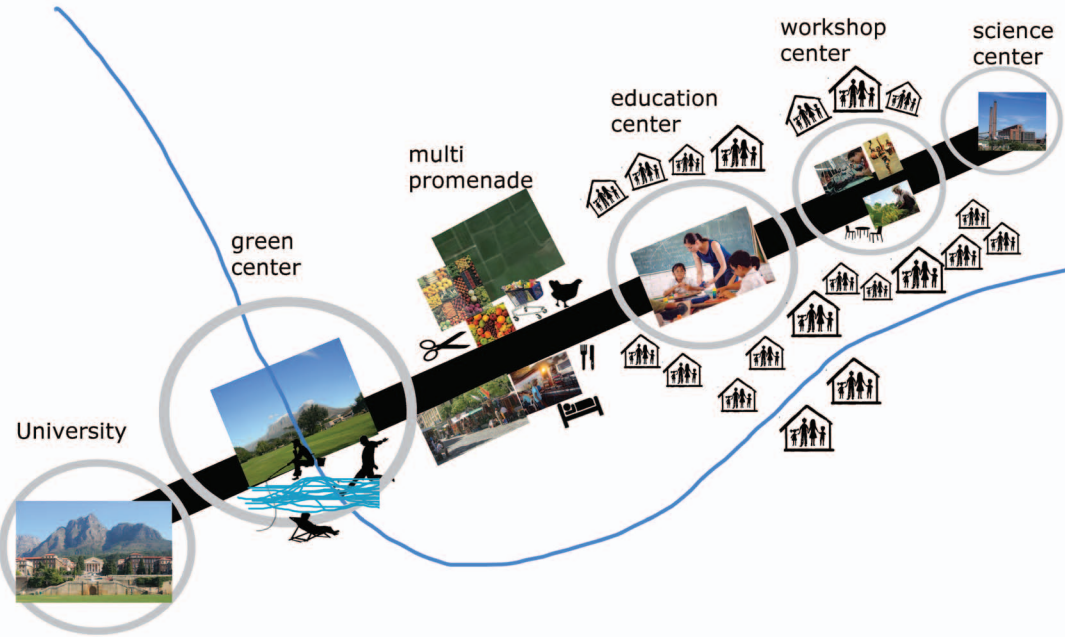 University
green
center
multi
promenade
education
center
workshop
center
science
center